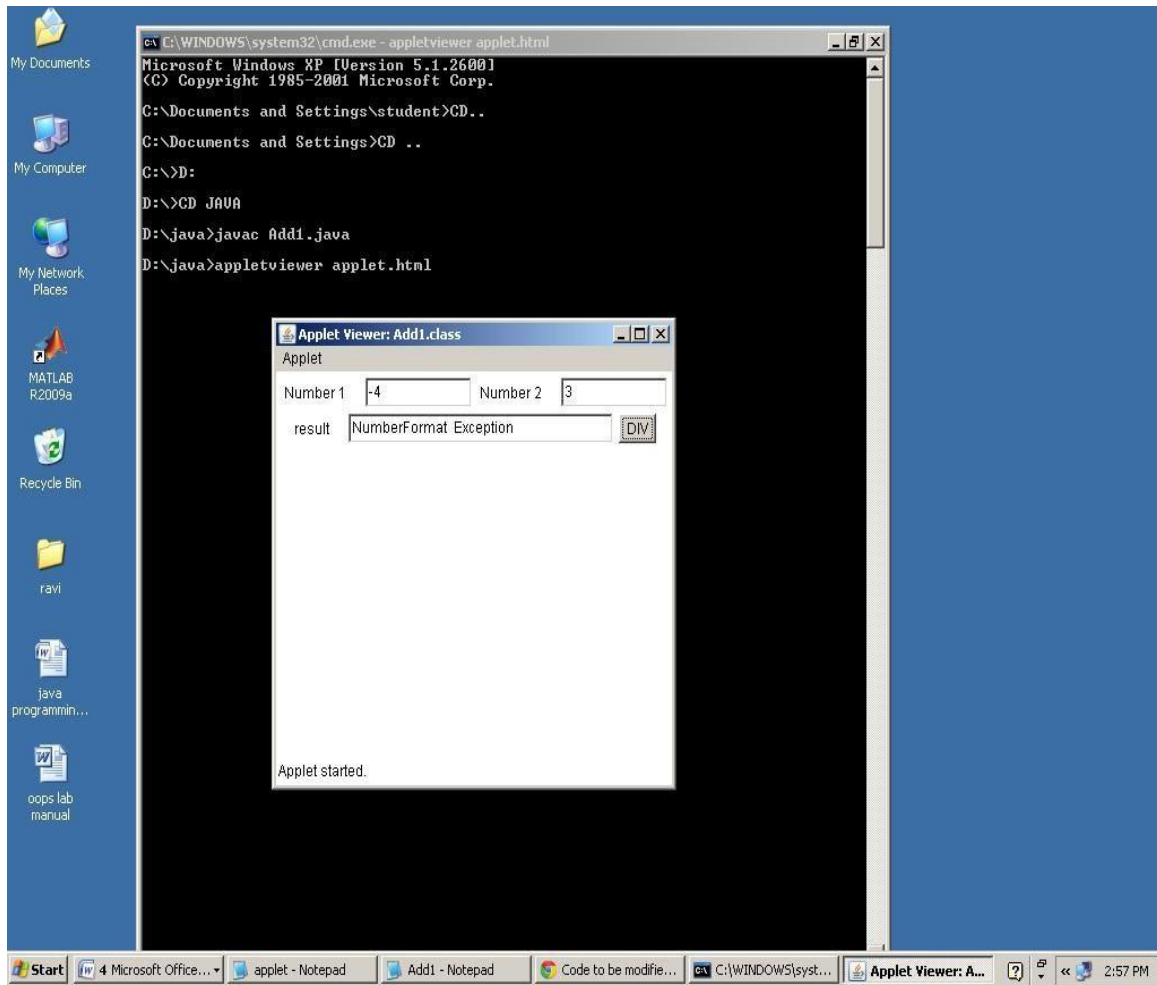 My Documents
My Computer
My Network
Places
MATLAB
R2009a
Recycle Bin
ravi
java
programmin...
oops lab
manual
C:\WINDOWS\system32\cmd.exe - appletviewer applet.html
Microsoft Windows XP [Version 5.1.2600]
(C) Copyright 1985-2001 Microsoft Corp.
C:\Documents and Settings\student>CD..
C:\Documents and Settings>CD ..
C:\>D:
D:\>CD JAVA
D:\java>javac Add1.java
D:\java>appletviewer applet.html
Applet Viewer: Add1.class
Applet
Number 1 -4 Number 2 3
result NumberFormat Exception DIV
Applet started.
Start 4 Microsoft Office... applet - Notepad Add1 - Notepad Code to be modifie... C:\WINDOWS\syst... Applet Viewer: A... 2:57 PM